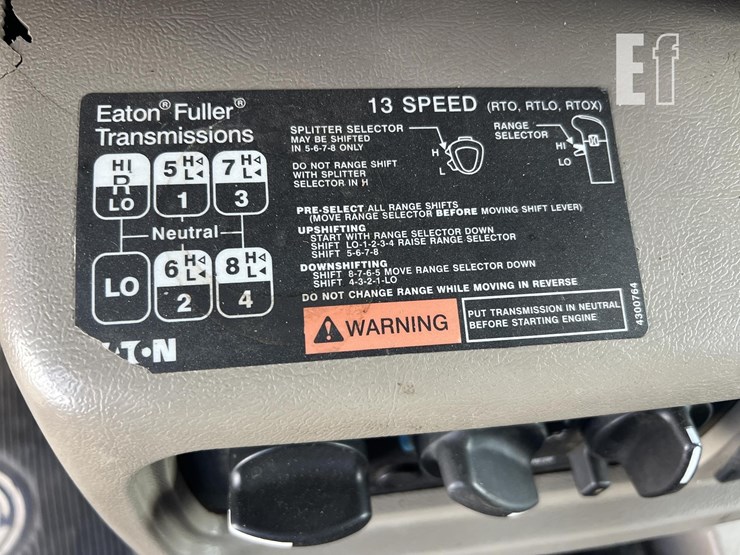 Ef
Eaton® Fuller®
Transmissions
13 SPEED (RTO, RTLO, RTOX)
HI
R
LO
5 H◁
L◀
1
7 H◁
L◀
3
Neutral
LO
6 H◁
L◀
2
8 H◁
L◀
4
SPLITTER SELECTOR
MAY BE SHIFTED
IN 5-6-7-8 ONLY
DO NOT RANGE SHIFT
WITH SPLITTER
SELECTOR IN H
H
L
RANGE
SELECTOR
HI
LO
PRE-SELECT ALL RANGE SHIFTS
(MOVE RANGE SELECTOR BEFORE MOVING SHIFT LEVER)
UPSHIFTING
START WITH RANGE SELECTOR DOWN
SHIFT LO-1-2-3-4 RAISE RANGE SELECTOR
SHIFT 5-6-7-8
DOWNSHIFTING
SHIFT 8-7-6-5 MOVE RANGE SELECTOR DOWN
SHIFT 4-3-2-1-LO
DO NOT CHANGE RANGE WHILE MOVING IN REVERSE
WARNING
PUT TRANSMISSION IN NEUTRAL
BEFORE STARTING ENGINE
4300764
T•N